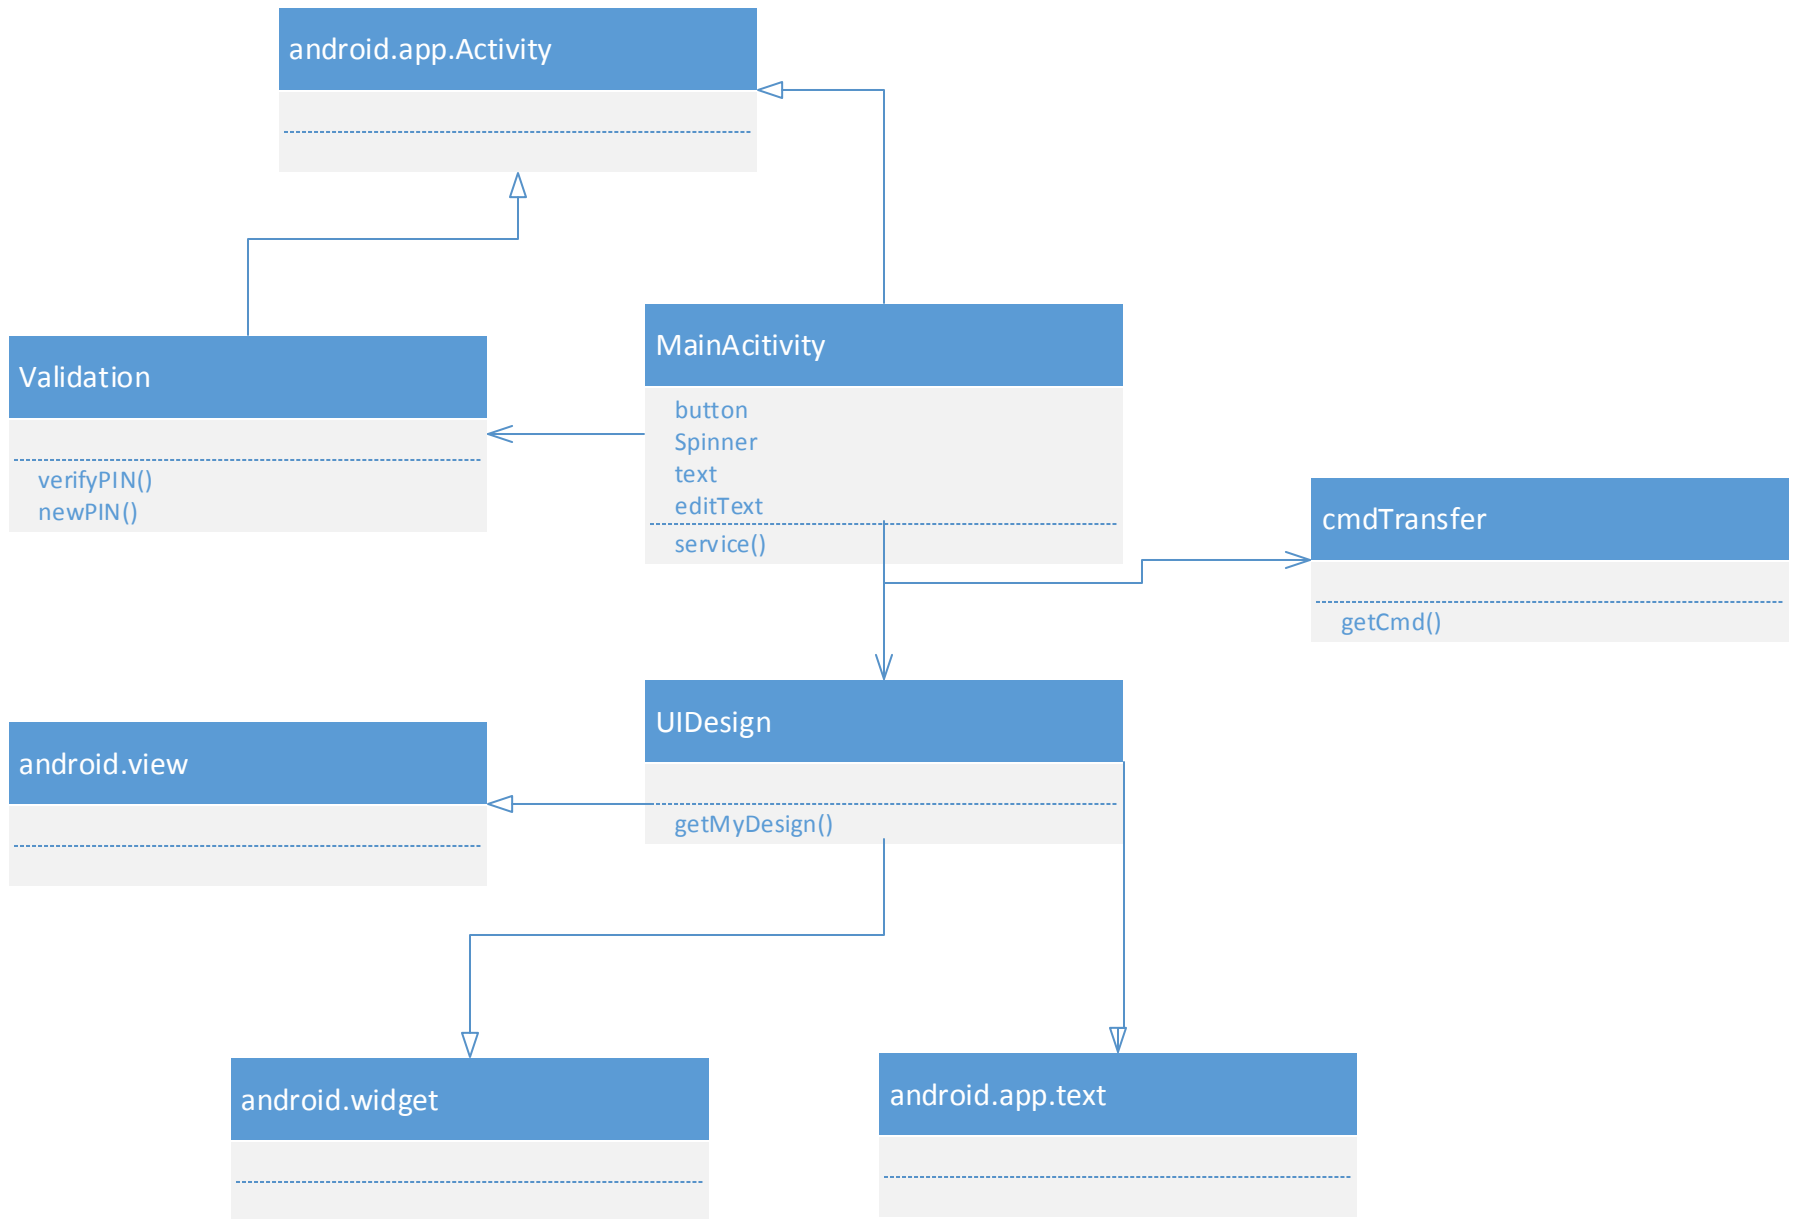 android.app.Activity
MainAcitivity
button
Spinner
text
editText
service()
Validation
verifyPIN()
newPIN()
cmdTransfer
getCmd()
UIDesign
getMyDesign()
android.view
android.widget
android.app.text